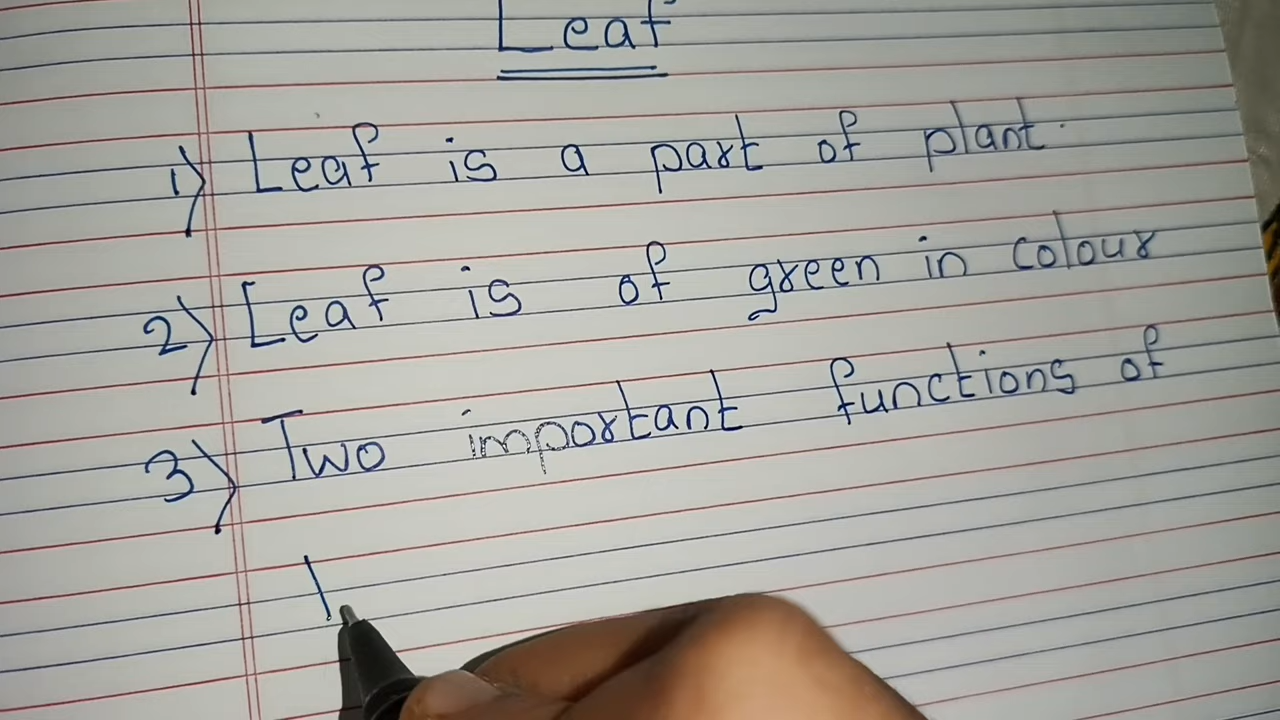 Leaf
1) Leaf is a part of plant.
2) Leaf is of green in colour
3) Two important functions of